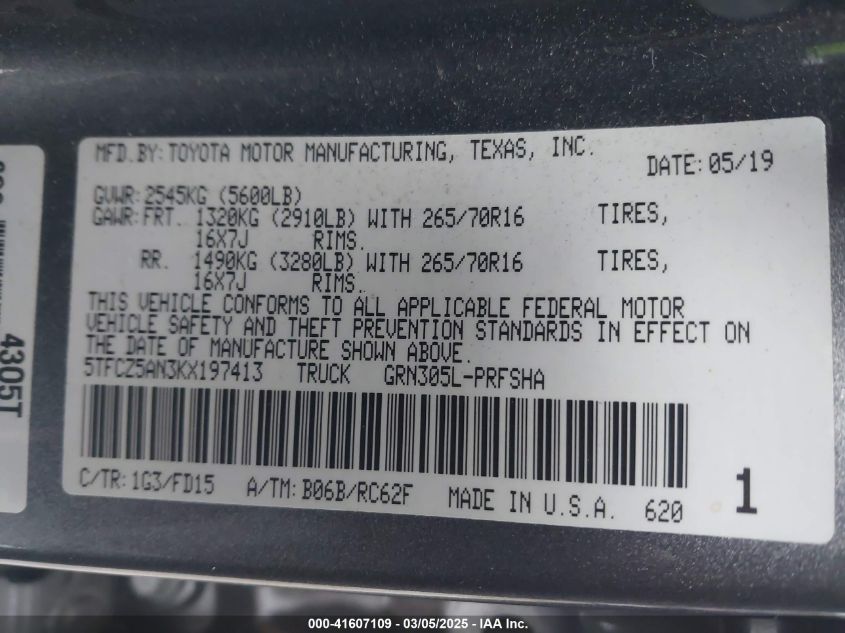 MFD.BY:TOYOTA MOTOR MANUFACTURING, TEXAS, INC. DATE:05/19
GVWR:2545KG (5600LB)
GAWR:FRT. 1320KG (2910LB) WITH 265/70R16 TIRES,
16X7J RIMS.
RR. 1490KG (3280LB) WITH 265/70R16 TIRES,
16X7J RIMS.
THIS VEHICLE CONFORMS TO ALL APPLICABLE FEDERAL MOTOR
VEHICLE SAFETY AND THEFT PREVENTION STANDARDS IN EFFECT ON
THE DATE OF MANUFACTURE SHOWN ABOVE.
5TFCZ5AN3KX197413 TRUCK GRN305L-PRFSHA
C/TR:1G3/FD15 A/TM:B06B/RC62F MADE IN U.S.A. 620 1
4305T
000-41607109 | 03/05/2025 | IAA Inc.